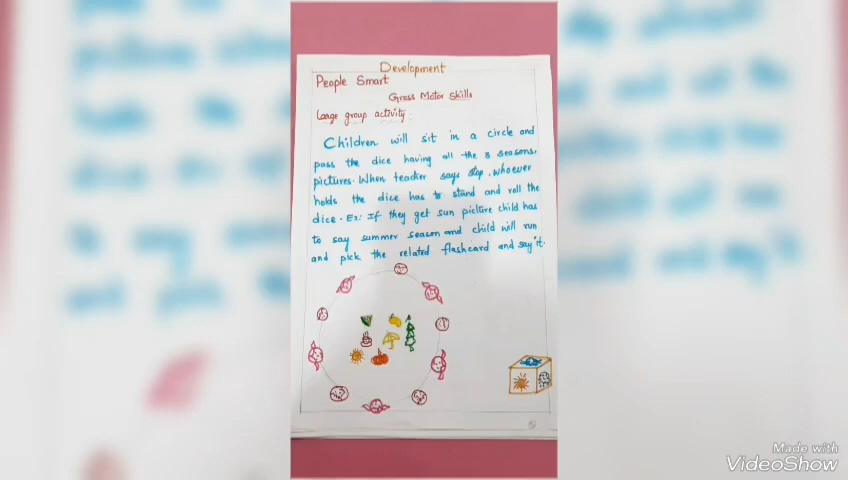 Development
People Smart
Gross Motor Skills
Large group activity:
Children will sit in a circle and
pass the dice having all the 3 seasons.
pictures. When teacher says stop, whoever
holds the dice has to stand and roll the
dice. Ex: If they get sun picture child has
to say summer season and child will run
and pick the related flashcard and say it.
Made with
VideoShow